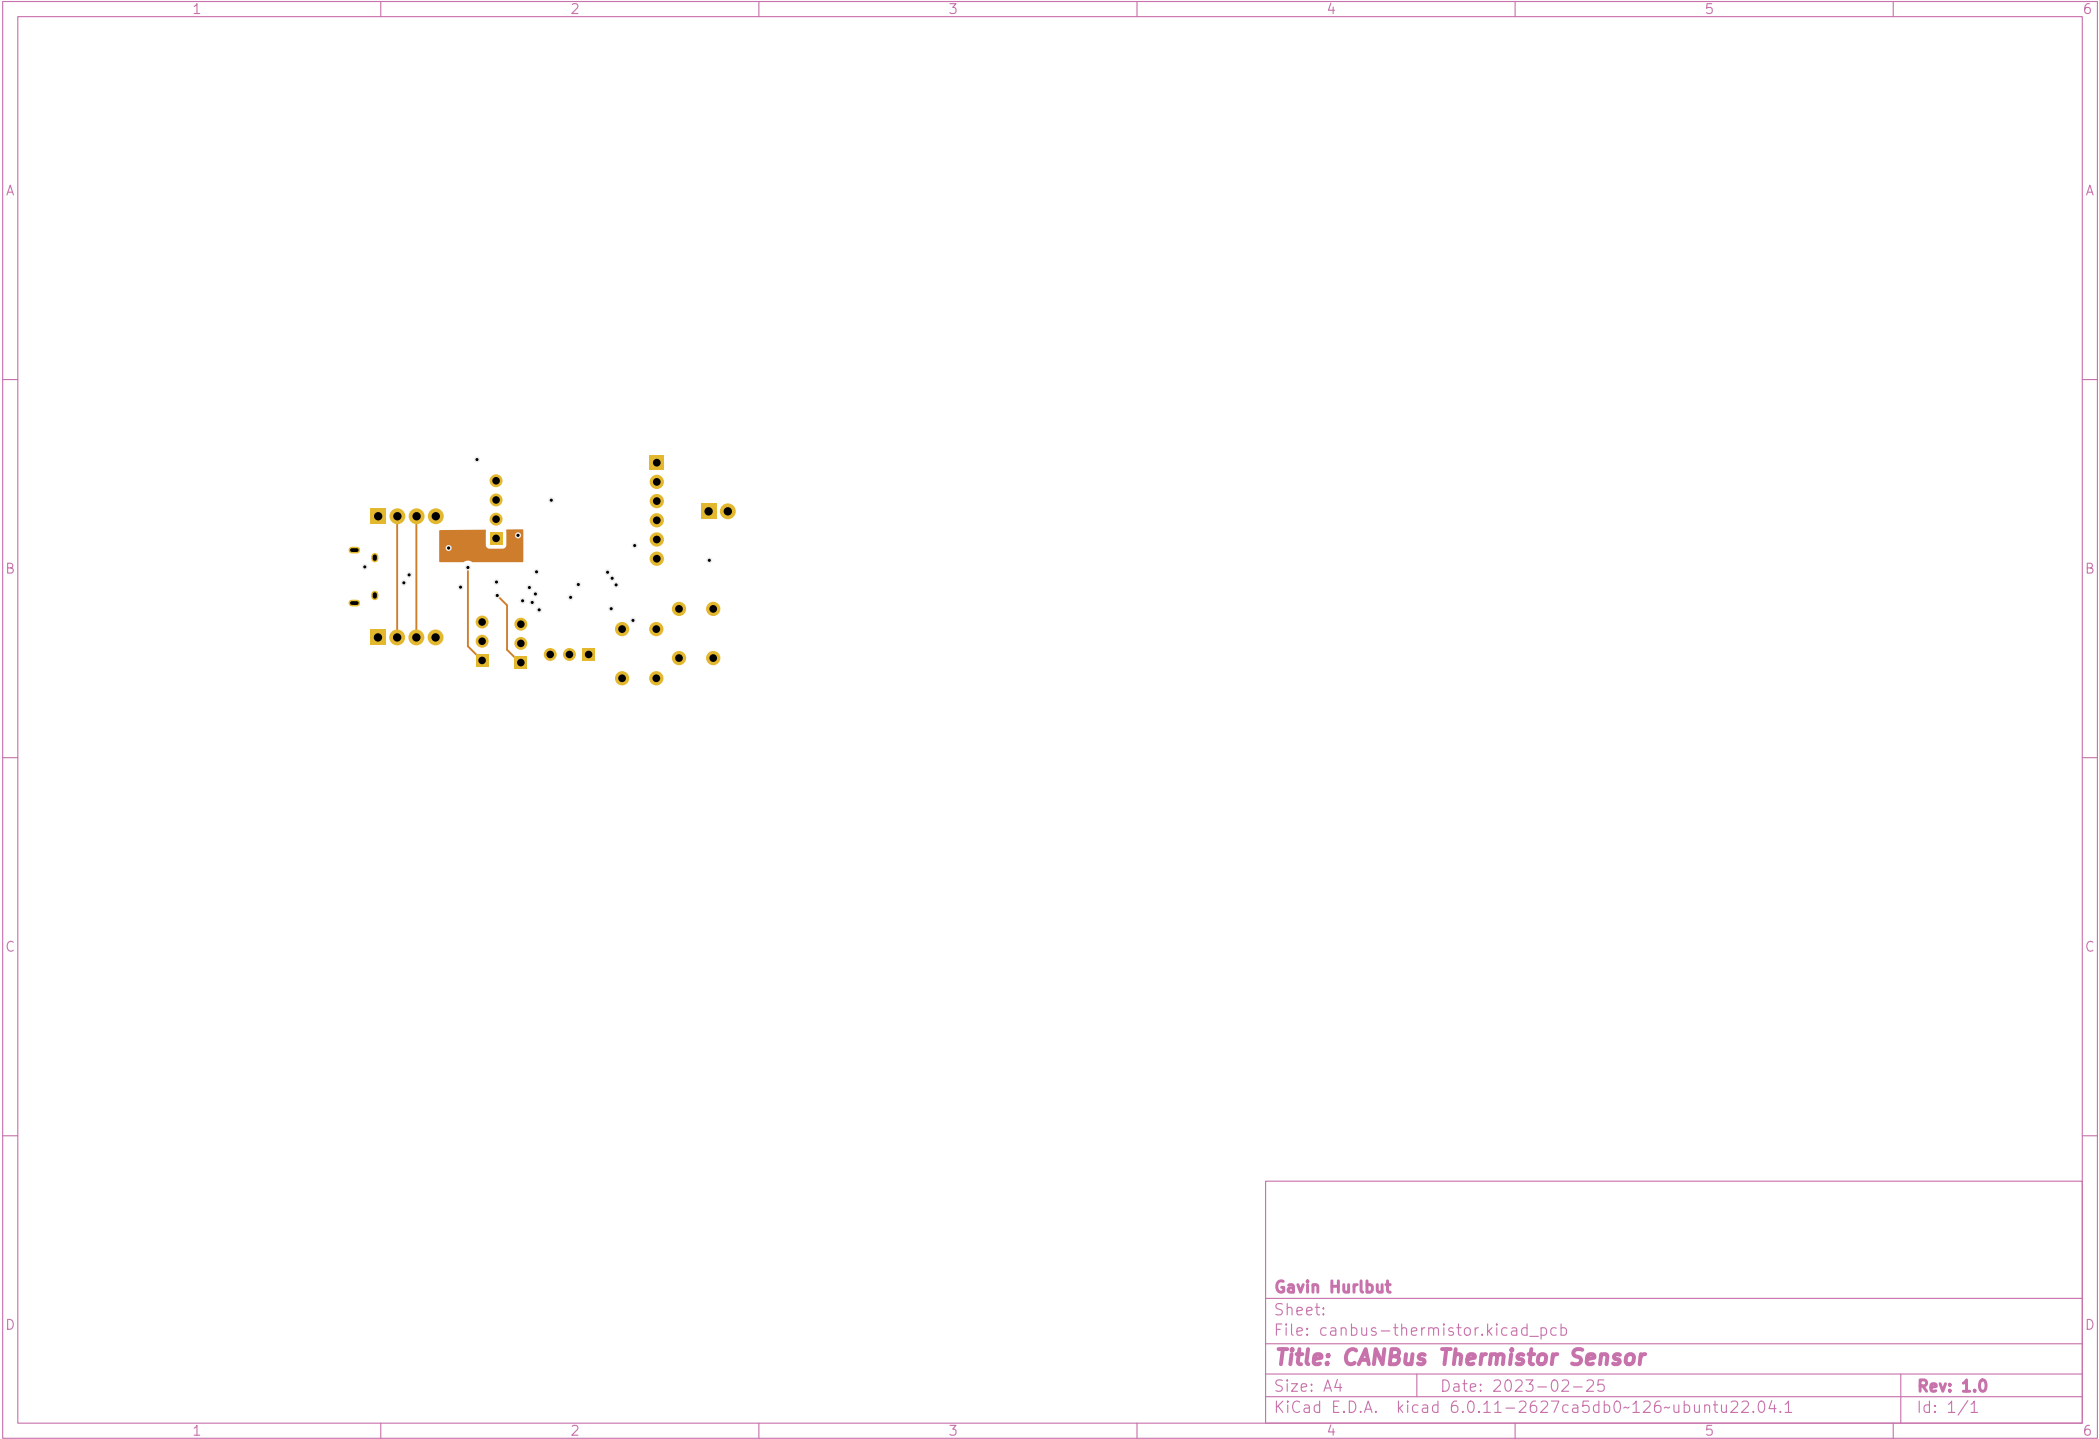 1 2 3 4 5 6
A A
B B
C C
Gavin Hurlbut
Sheet:
File: canbus-thermistor.kicad_pcb
D D
Title: CANBus Thermistor Sensor
Size: A4 Date: 2023-02-25 Rev: 1.0
KiCad E.D.A. kicad 6.0.11-2627ca5db0~126~ubuntu22.04.1 Id: 1/1
1 2 3 4 5 6